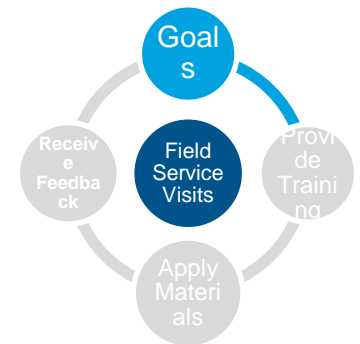 Goal
s
Receiv
e
Feedba
ck
Field
Service
Visits
Provi
de
Traini
ng
Apply
Materi
als